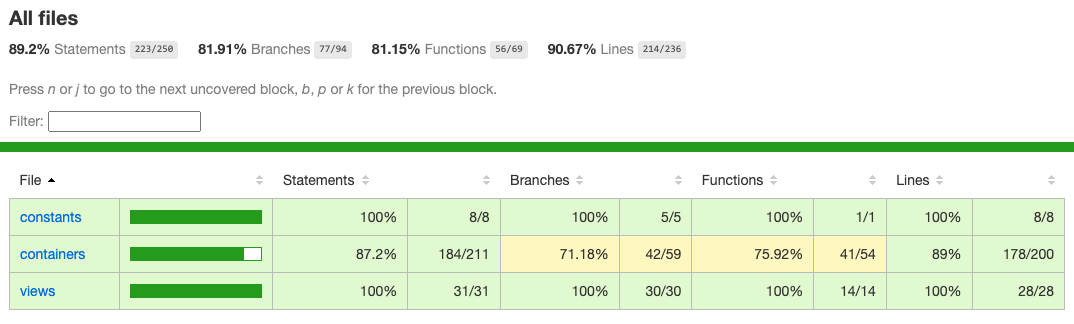 All files
89.2% Statements 223/250 81.91% Branches 77/94 81.15% Functions 56/69 90.67% Lines 214/236
Press n or j to go to the next uncovered block, b, p or k for the previous block.
Filter:
File Statements Branches Functions Lines
constants 100% 8/8 100% 5/5 100% 1/1 100% 8/8
containers 87.2% 184/211 71.18% 42/59 75.92% 41/54 89% 178/200
views 100% 31/31 100% 30/30 100% 14/14 100% 28/28